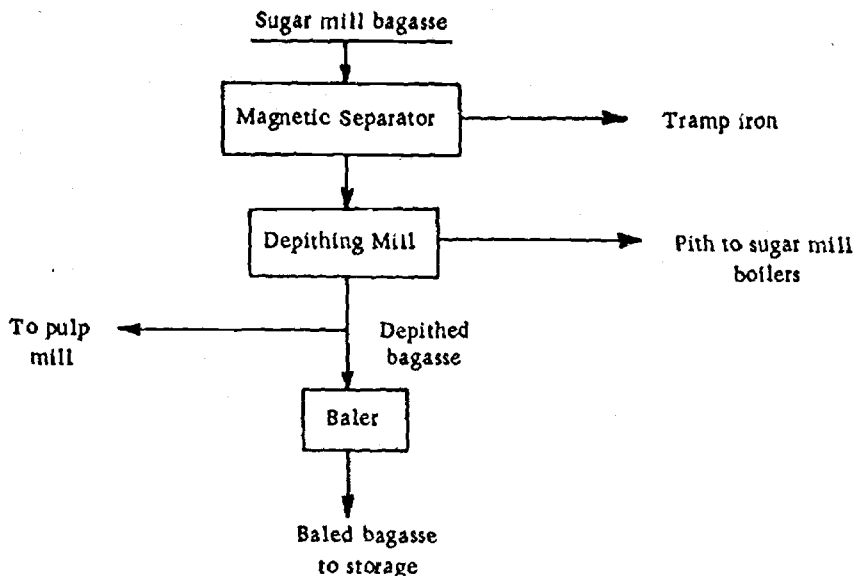 Sugar mill bagasse
Magnetic Separator
Tramp iron
Depithing Mill
Pith to sugar mill
boilers
To pulp
mill
Depithed
bagasse
Baler
Baled bagasse
to storage